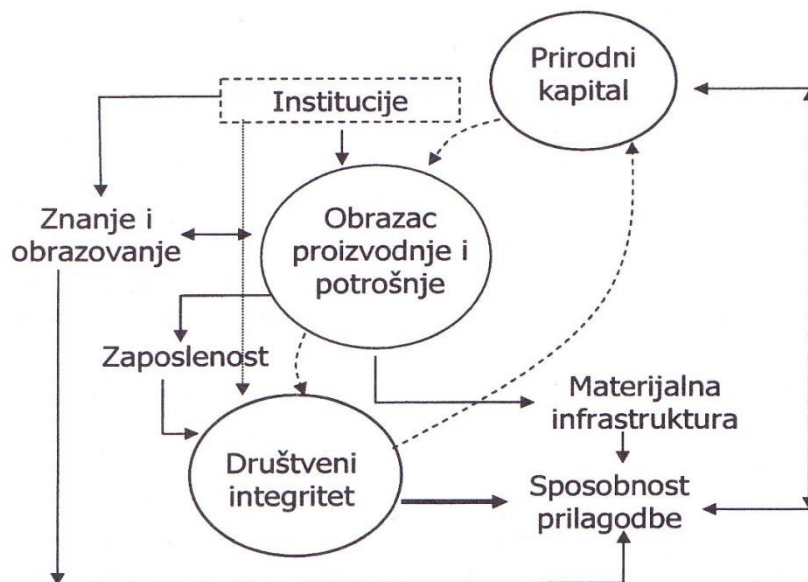 Prirodni
kapital
Institucije
Znanje i
obrazovanje
Obrazac
proizvodnje i
potrošnje
Zaposlenost
Materijalna
infrastruktura
Društveni
integritet
Sposobnost
prilagodbe